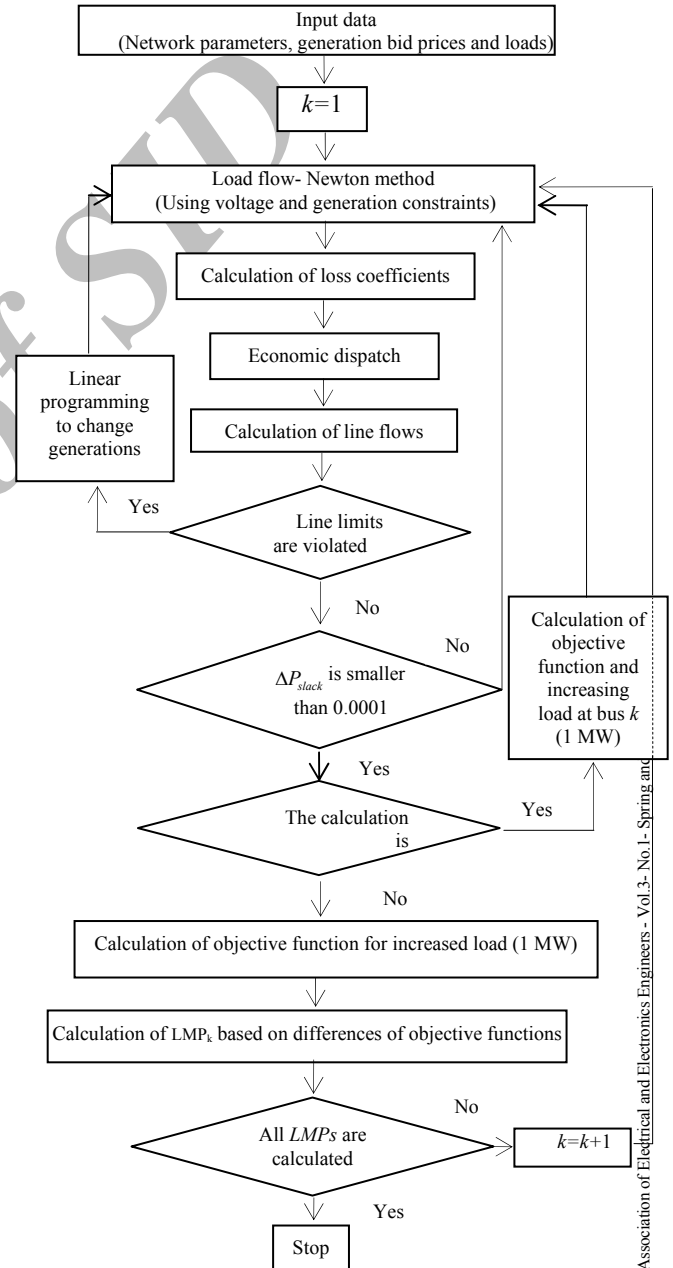 Input data
(Network parameters, generation bid prices and loads)
k=1
Load flow- Newton method
(Using voltage and generation constraints)
Calculation of loss coefficients
Economic dispatch
Linear
programming
to change
generations
Calculation of line flows
Yes
Line limits
are violated
No
No
ΔPslack is smaller
than 0.0001
Calculation of
objective
function and
increasing
load at bus k
(1 MW)
Yes
The calculation
is
Yes
No
Calculation of objective function for increased load (1 MW)
Calculation of LMPk based on differences of objective functions
No
All LMPs are
calculated
k=k+1
Yes
Stop
Association of Electrical and Electronics Engineers - Vol.3- No.1- Spring and
of SID